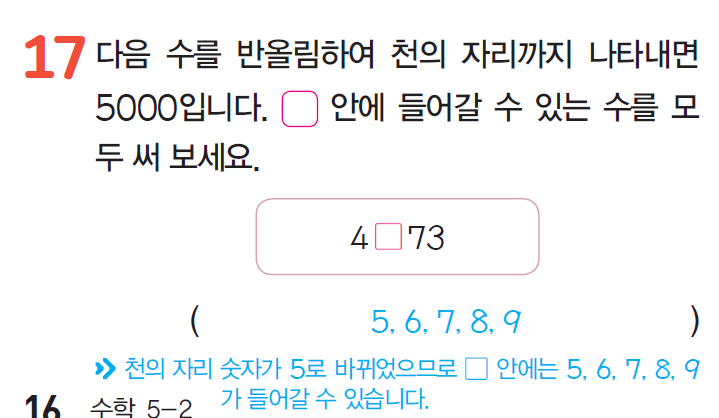 17 다음 수를 반올림하여 천의 자리까지 나타내면
5000입니다. □ 안에 들어갈 수 있는 수를 모
두 써 보세요.
4□73
( 5, 6, 7, 8, 9 )
천의 자리 숫자가 5로 바뀌었으므로 □ 안에는 5, 6, 7, 8, 9
가 들어갈 수 있습니다.
16 수학 5-2